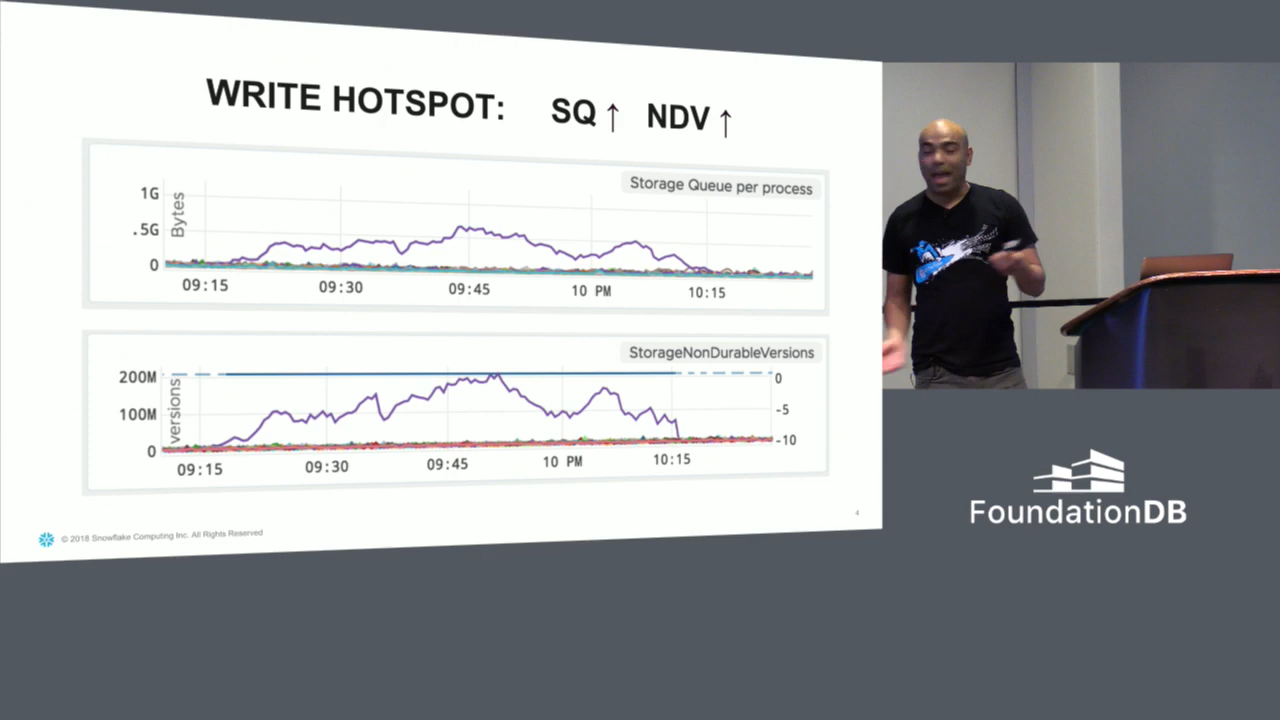 WRITE HOTSPOT: SQ ↑ NDV ↑
Storage Queue per process
Bytes
1G
.5G
0
09:15 09:30 09:45 10 PM 10:15
StorageNonDurableVersions
versions
200M
100M
0
0
-5
-10
09:15 09:30 09:45 10 PM 10:15
© 2018 Snowflake Computing Inc. All Rights Reserved
4
FoundationDB